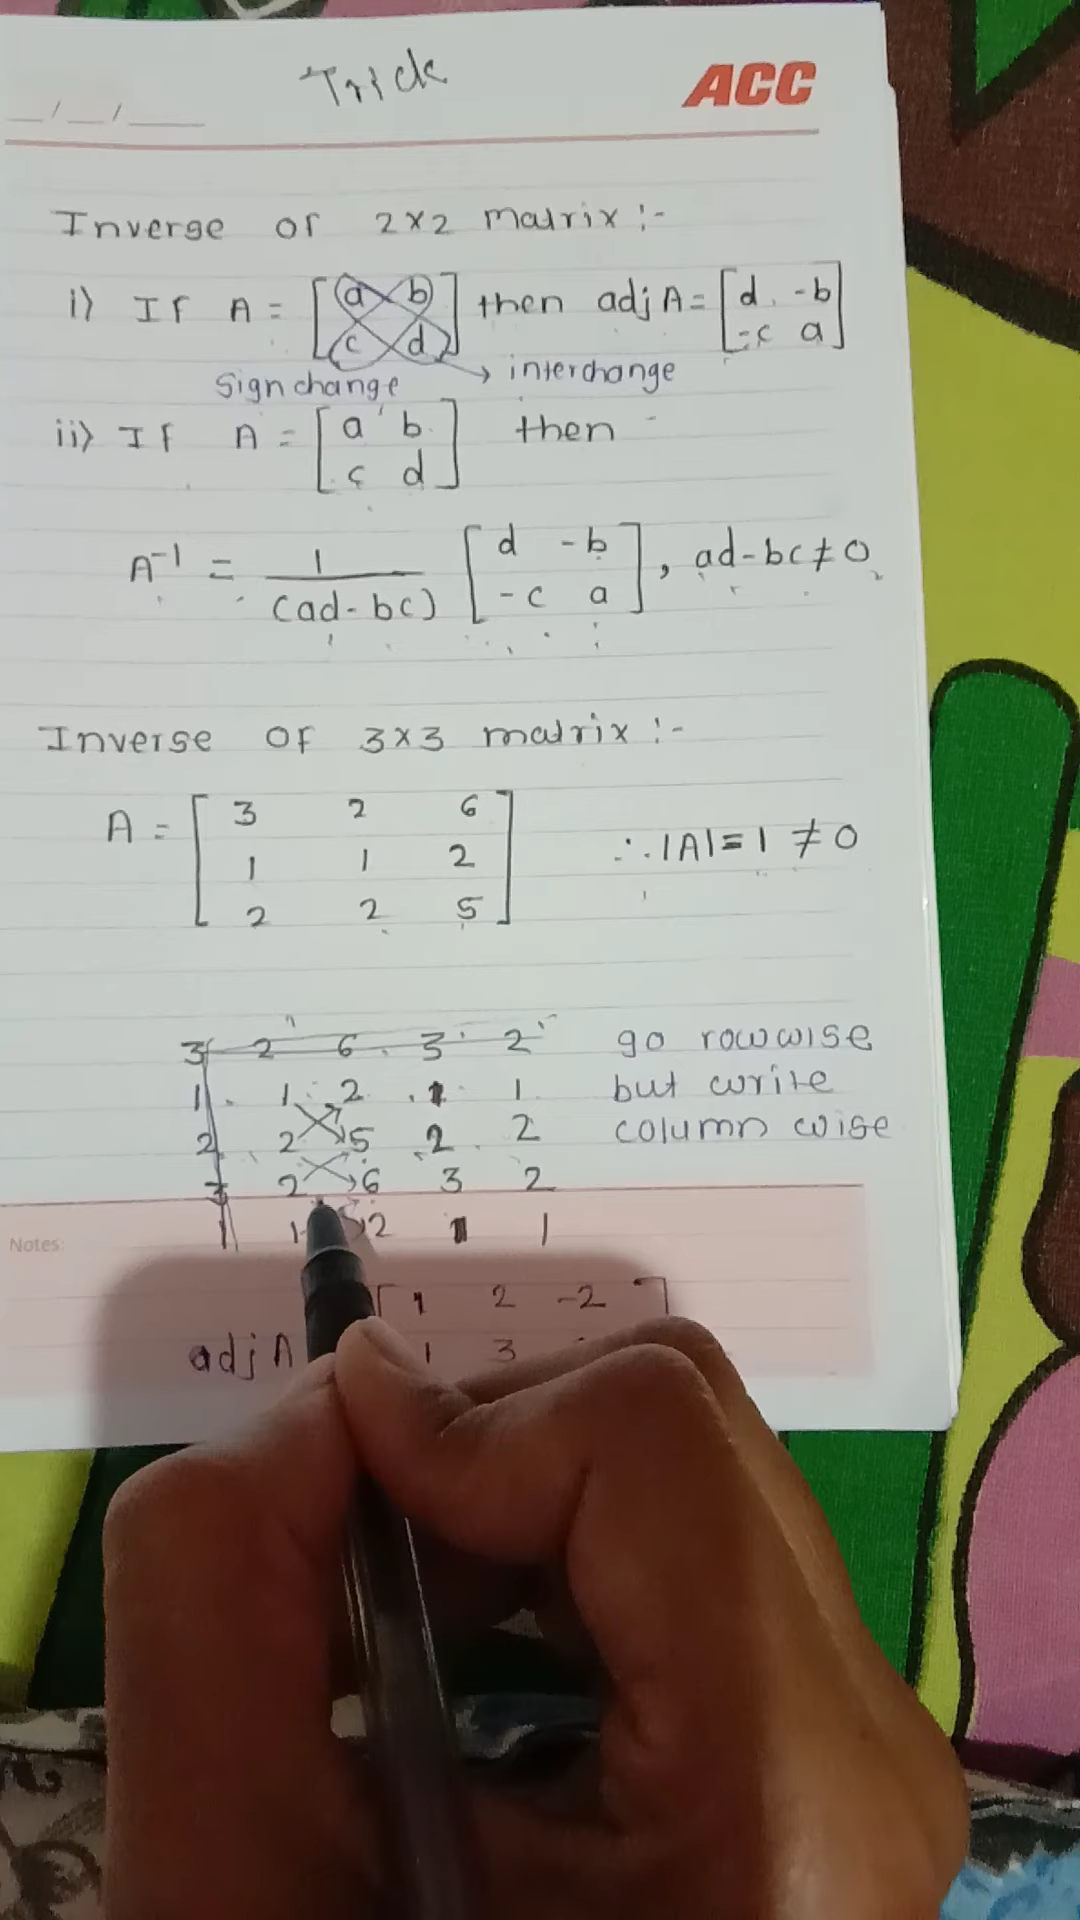 Trick
ACC
__/__/____
Inverse of 2×2 matrix :-
i) If A = [a b] then adj A = [d -b]
[c d] [-c a]
Sign change → interchange
ii) If A = [a b] then
[c d]
A⁻¹ = 1 [d -b] , ad-bc ≠ 0
(ad-bc) [-c a]
Inverse of 3×3 matrix :-
A = [3 2 6]
[1 1 2] ∴ |A| = 1 ≠ 0
[2 2 5]
3 2 6 3 2 go rowwise
1 1 2 1 1 but write
2 2 5 2 2 column wise
3 2 6 3 2
Notes: 1 1 2 1 1
[1 2 -2]
adj A 1 3